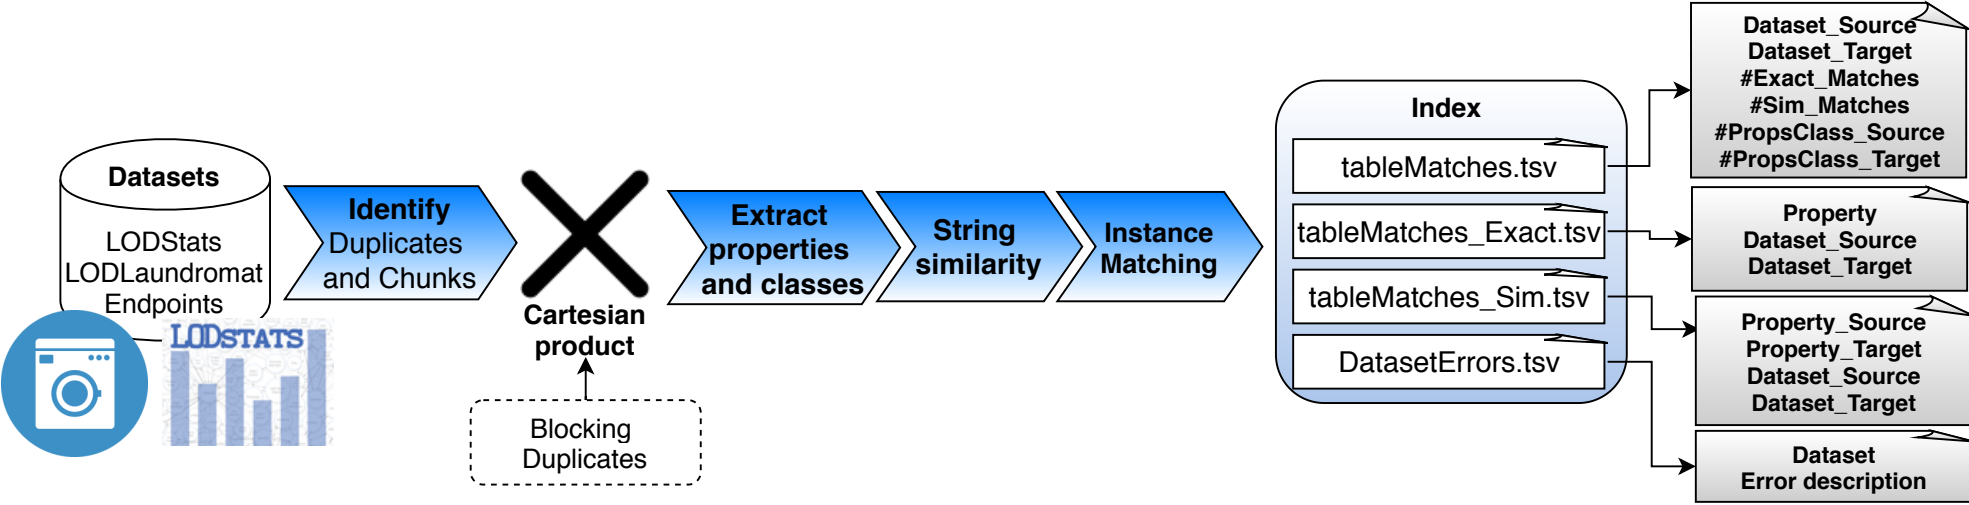 Datasets
LODStats
LODLaundromat
Endpoints
LODSTATS
Identify
Duplicates
and Chunks
Cartesian
product
Blocking
Duplicates
Extract
properties
and classes
String
similarity
Instance
Matching
Index
tableMatches.tsv
tableMatches_Exact.tsv
tableMatches_Sim.tsv
DatasetErrors.tsv
Dataset_Source
Dataset_Target
#Exact_Matches
#Sim_Matches
#PropsClass_Source
#PropsClass_Target
Property
Dataset_Source
Dataset_Target
Property_Source
Property_Target
Dataset_Source
Dataset_Target
Dataset
Error description